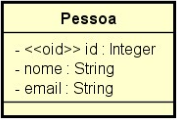 Pessoa
- <<oid>> id : Integer
- nome : String
- email : String